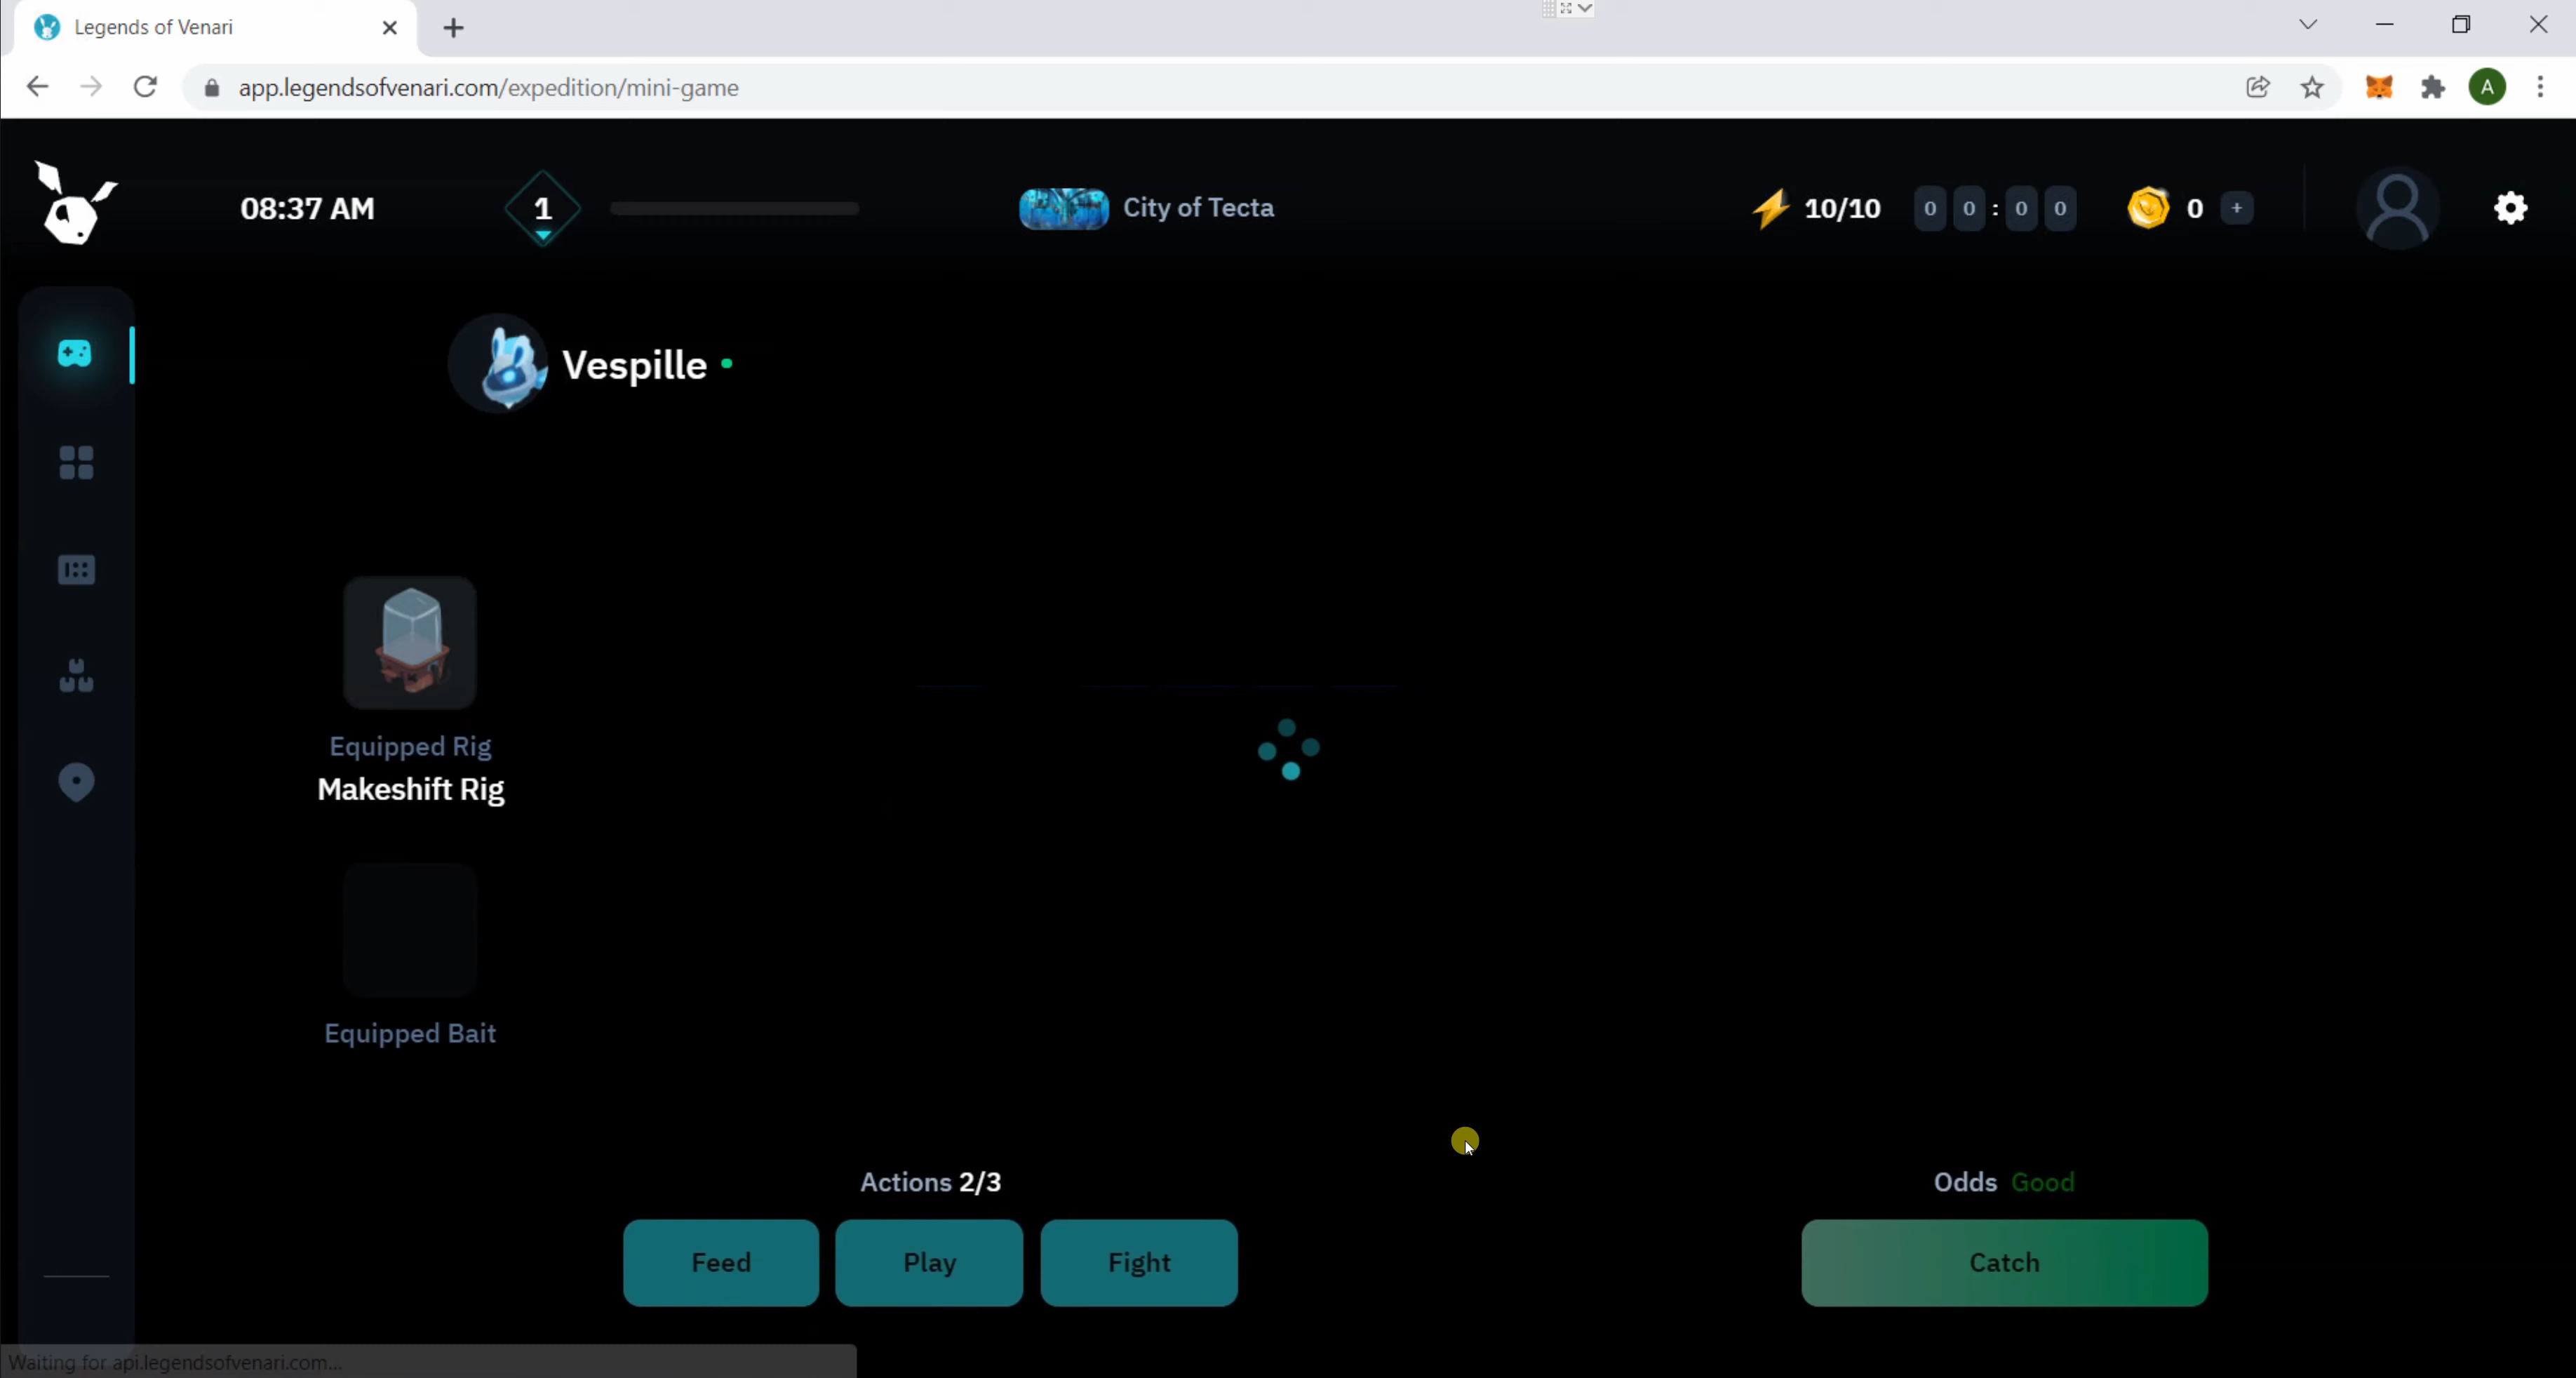 Legends of Venari
app.legendsofvenari.com/expedition/mini-game
A
08:37 AM
1
City of Tecta
10/10
0 0 : 0 0
0 +
Vespille
Equipped Rig
Makeshift Rig
Equipped Bait
Actions 2/3
Odds Good
Feed
Play
Fight
Catch
Waiting for api.legendsofvenari.com...